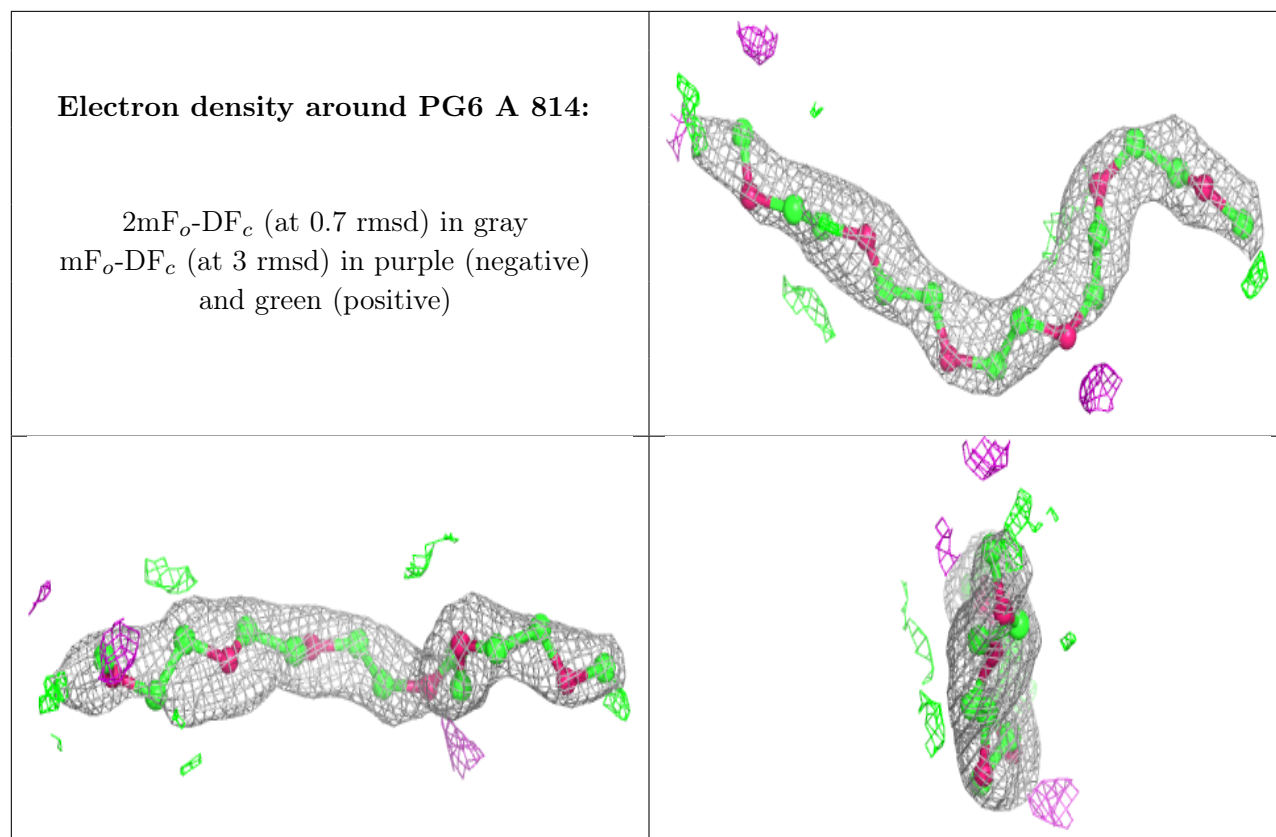 Electron density around PG6 A 814:
2mFo-DFc (at 0.7 rmsd) in gray
mFo-DFc (at 3 rmsd) in purple (negative)
and green (positive)